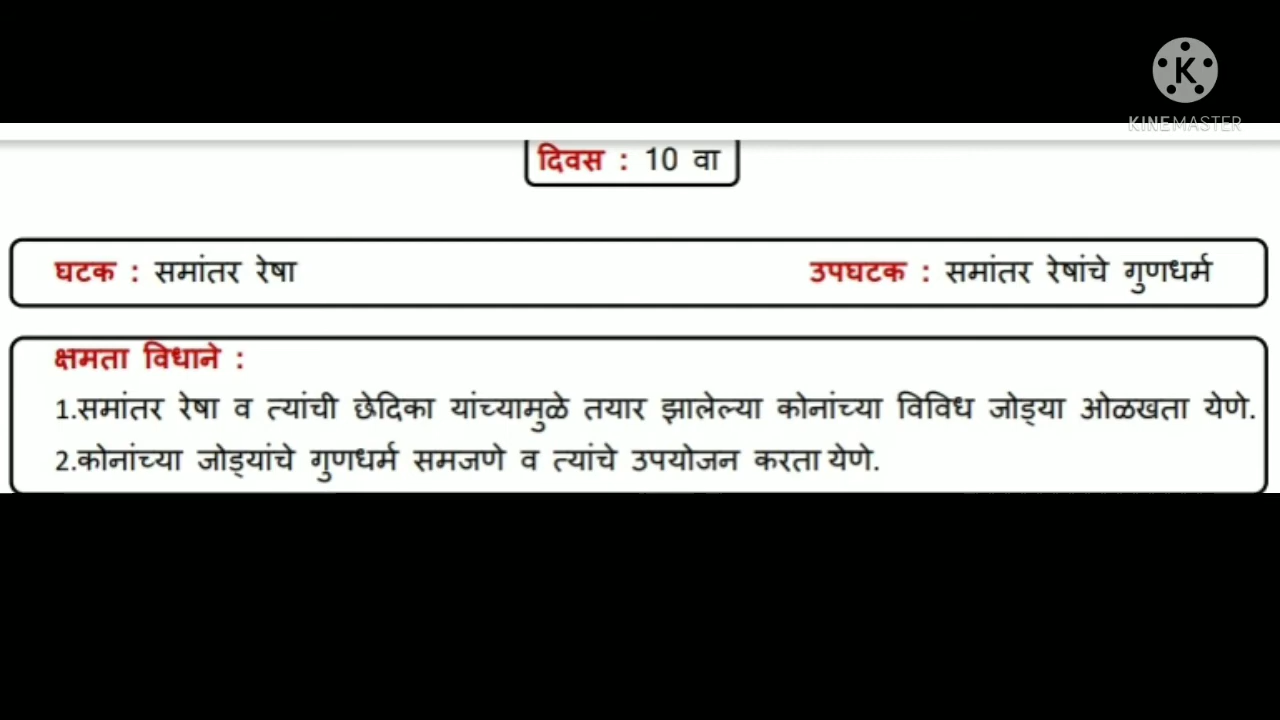 K
KINEMASTER
दिवस : 10 वा
घटक : समांतर रेषा उपघटक : समांतर रेषांचे गुणधर्म
क्षमता विधाने :
1.समांतर रेषा व त्यांची छेदिका यांच्यामुळे तयार झालेल्या कोनांच्या विविध जोड्या ओळखता येणे.
2.कोनांच्या जोड्यांचे गुणधर्म समजणे व त्यांचे उपयोजन करता येणे.